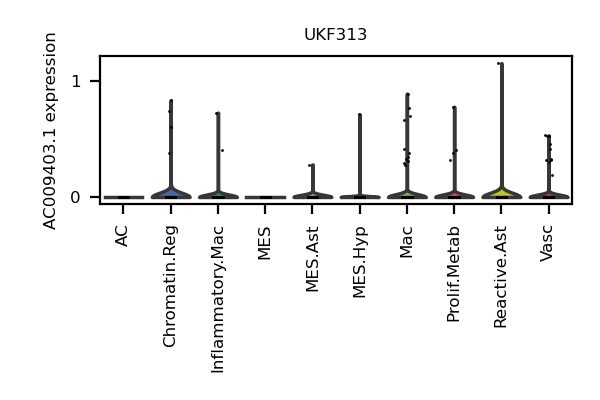 UKF313
AC009403.1 expression
1
0
AC
Chromatin.Reg
Inflammatory.Mac
MES
MES.Ast
MES.Hyp
Mac
Prolif.Metab
Reactive.Ast
Vasc